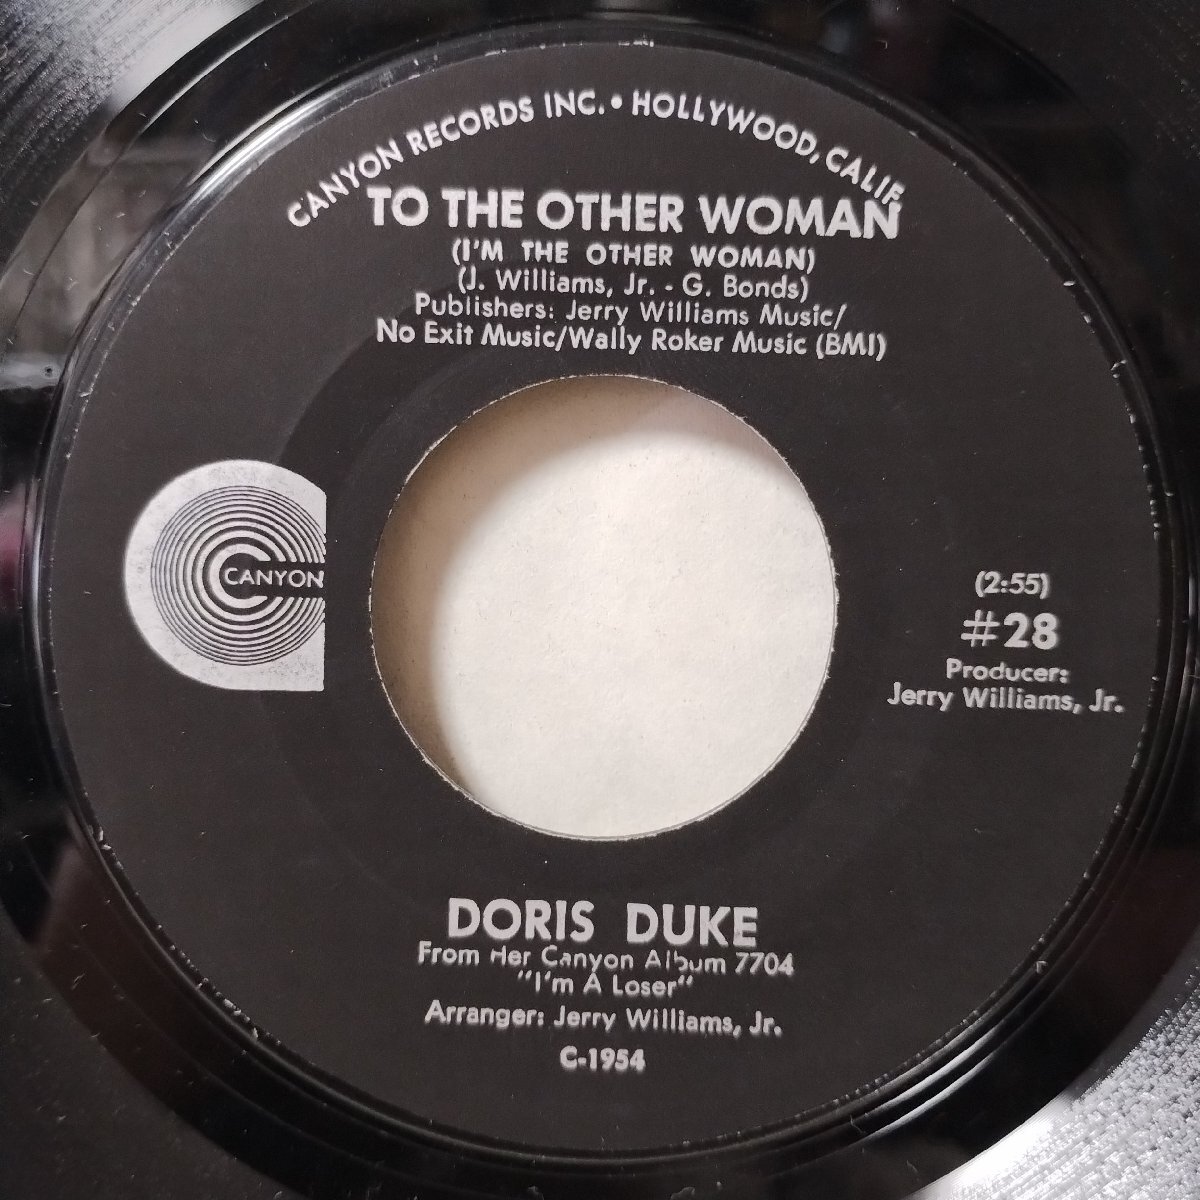 CANYON RECORDS INC. • HOLLYWOOD, CALIF.
TO THE OTHER WOMAN
(I'M THE OTHER WOMAN)
(J. Williams, Jr. - G. Bonds)
Publishers: Jerry Williams Music/
No Exit Music/Wally Roker Music (BMI)
CANYON
(2:55)
#28
Producer:
Jerry Williams, Jr.
DORIS DUKE
From Her Canyon Album 7704
"I'm A Loser"
Arranger: Jerry Williams, Jr.
C-1954